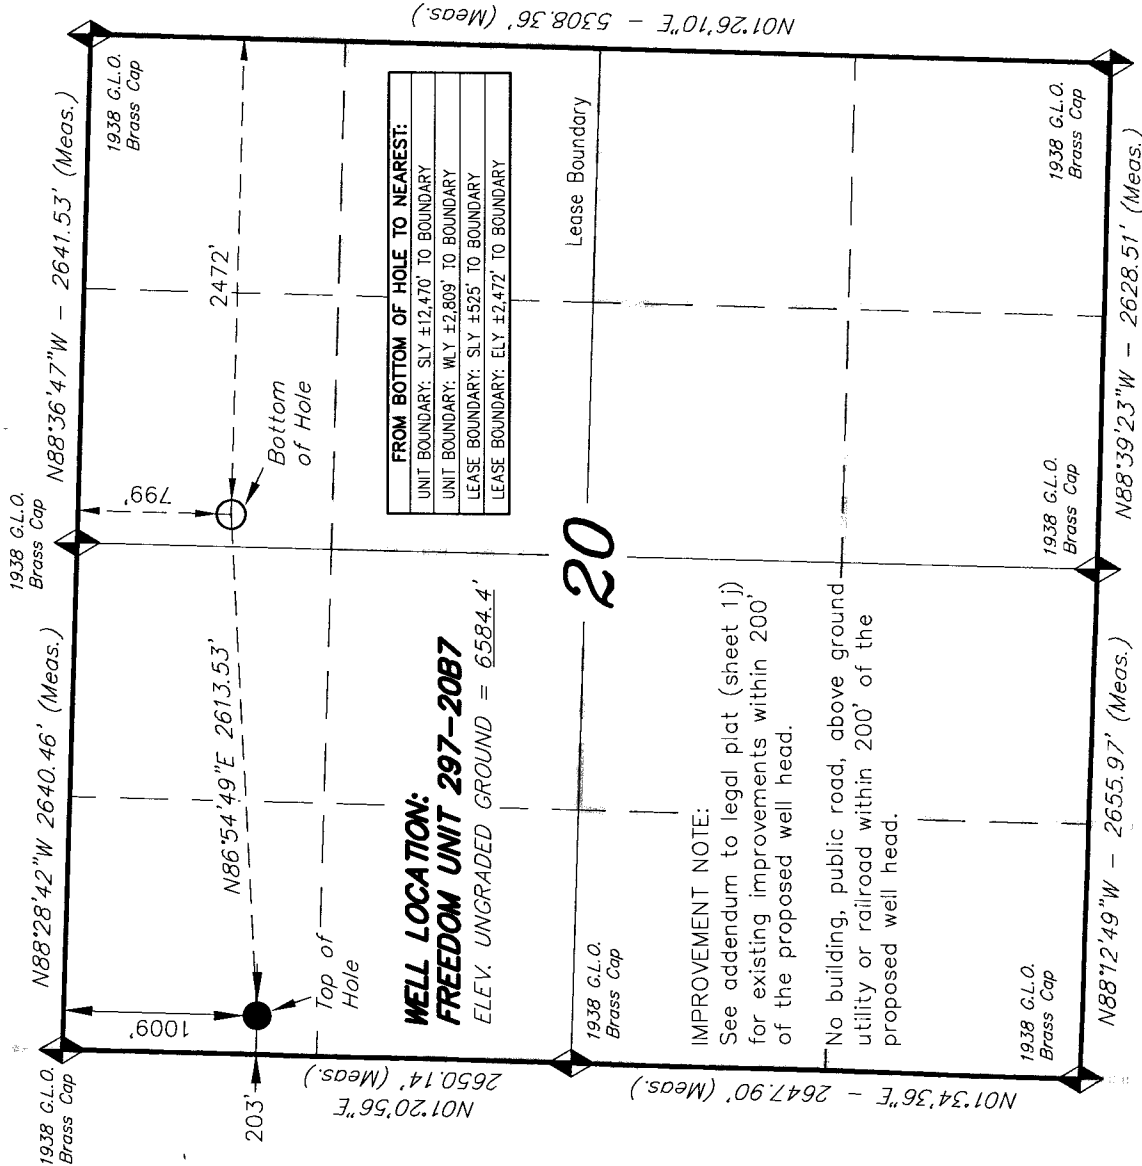 1938 G.L.O.
Brass Cap
N88°28'42"W 2640.46' (Meas.)
1938 G.L.O.
Brass Cap
N88°36'47"W - 2641.53' (Meas.)
1938 G.L.O.
Brass Cap
N01°26'10"E - 5308.36' (Meas.)
203'
1009'
Top of
Hole
N86°54'49"E 2613.53'
799'
Bottom
of Hole
2472'
WELL LOCATION:
FREEDOM UNIT 297-20B7
ELEV. UNGRADED GROUND = 6584.4'
FROM BOTTOM OF HOLE TO NEAREST:
UNIT BOUNDARY: SLY ±12,470' TO BOUNDARY
UNIT BOUNDARY: WLY ±2,809' TO BOUNDARY
LEASE BOUNDARY: SLY ±525' TO BOUNDARY
LEASE BOUNDARY: ELY ±2,472' TO BOUNDARY
N01°20'56"E
2650.14' (Meas.)
1938 G.L.O.
Brass Cap
20
Lease Boundary
IMPROVEMENT NOTE:
See addendum to legal plat (sheet 1j)
for existing improvements within 200'
of the proposed well head.
No building, public road, above ground
utility or railroad within 200' of the
proposed well head.
N01°34'36"E - 2647.90' (Meas.)
1938 G.L.O.
Brass Cap
1938 G.L.O.
Brass Cap
1938 G.L.O.
Brass Cap
N88°12'49"W - 2655.97' (Meas.)
N88°39'23"W - 2628.51' (Meas.)